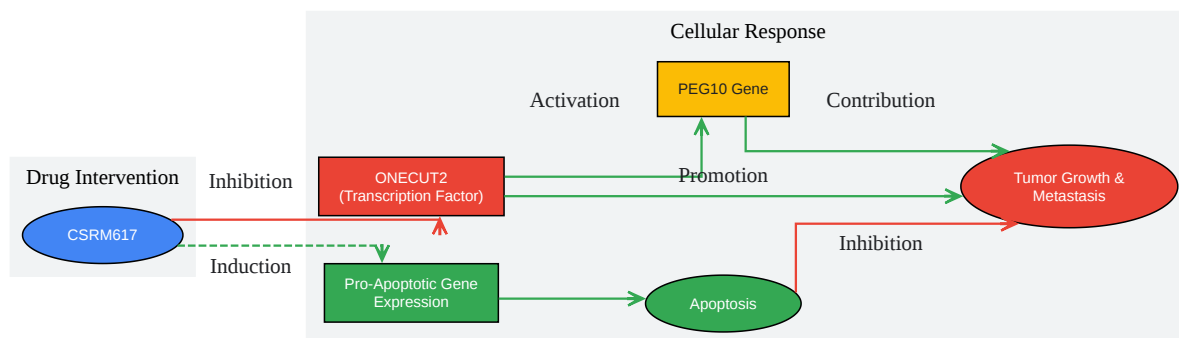 Cellular Response
PEG10 Gene
Activation
Contribution
Drug Intervention
Inhibition
ONECUT2
(Transcription Factor)
Promotion
Tumor Growth &
Metastasis
CSRM617
Inhibition
Induction
Pro-Apoptotic Gene
Expression
Apoptosis